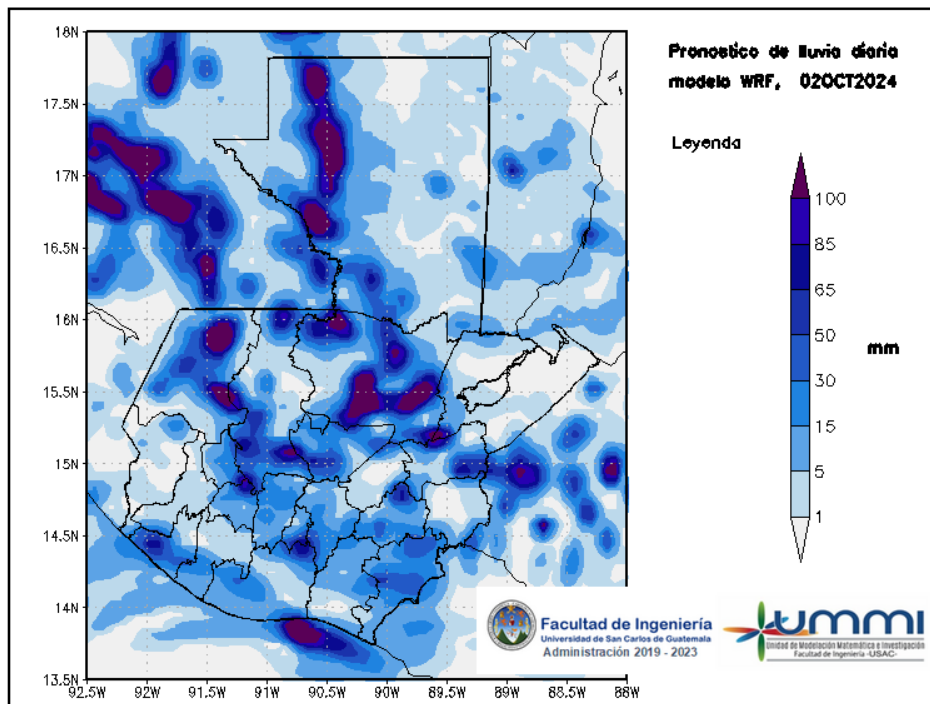 Pronostico de lluvia diaria
modelo WRF, 02OCT2024
Leyenda
100
85
65
50
30
15
5
1
mm
18N
17.5N
17N
16.5N
16N
15.5N
15N
14.5N
14N
13.5N
92.5W
92W
91.5W
91W
90.5W
90W
89.5W
89W
88.5W
88W
Facultad de Ingeniería
Universidad de San Carlos de Guatemala
Administración 2019 - 2023
UMMI
Unidad de Modelación Matemática e Investigación
Facultad de Ingeniería -USAC-